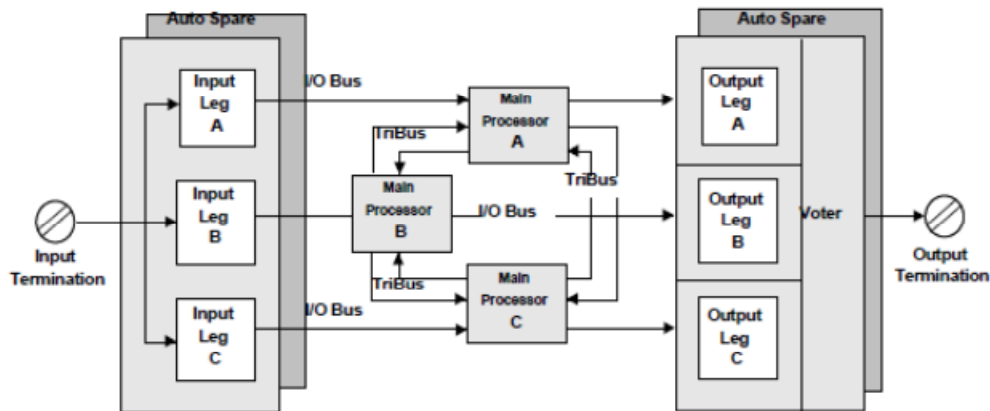 Auto Spare
Input
Leg
A
Input
Leg
B
Input
Leg
C
Input
Termination
I/O Bus
TriBus
Main
Processor
A
Main
Processor
B
I/O Bus
TriBus
TriBus
Main
Processor
C
I/O Bus
Auto Spare
Output
Leg
A
Output
Leg
B
Output
Leg
C
Voter
Output
Termination